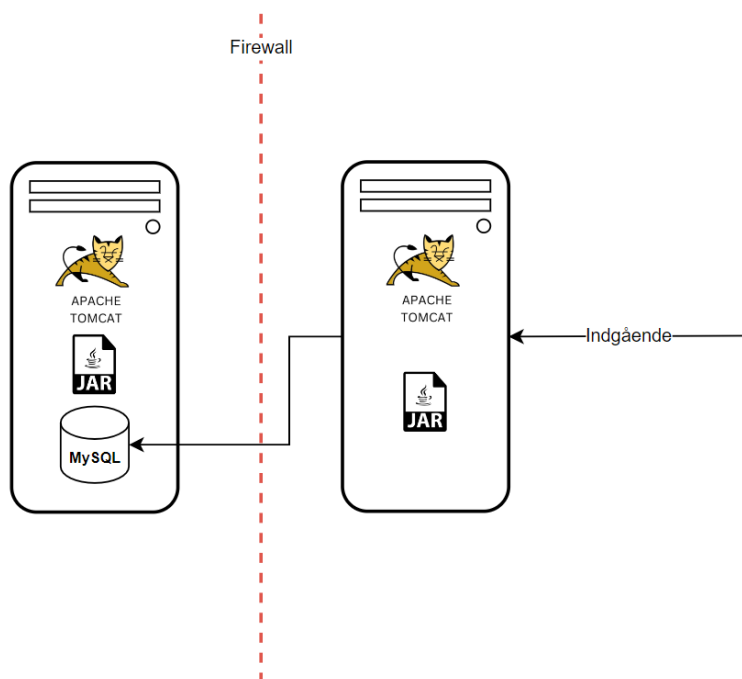 Firewall
APACHE
TOMCAT
JAR
MySQL
APACHE
TOMCAT
JAR
Indgående